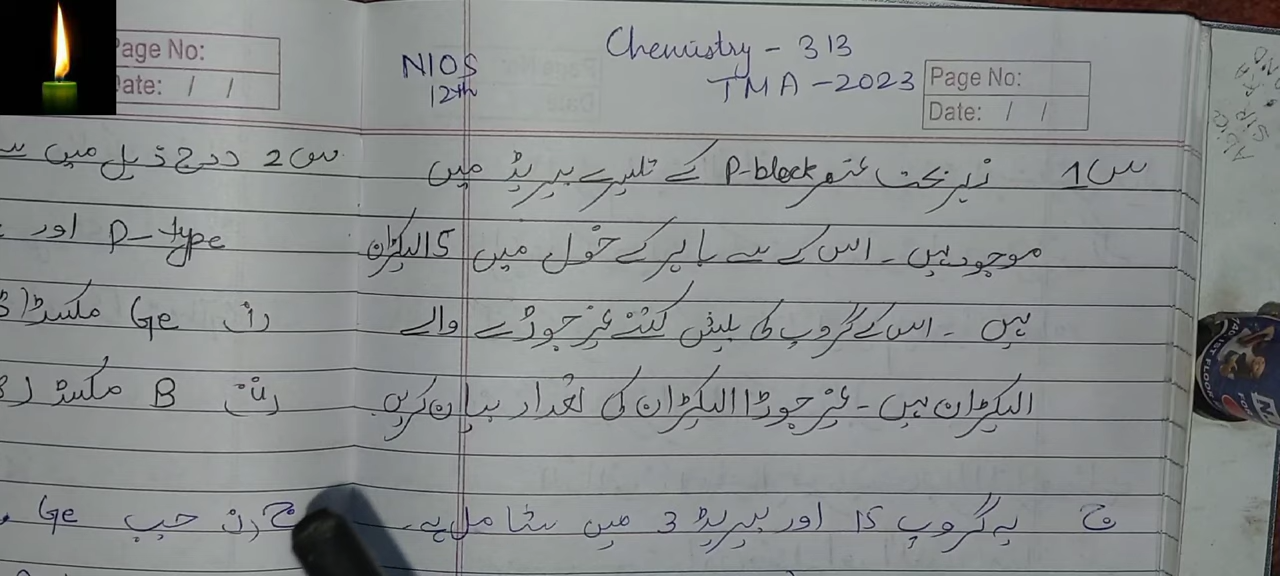 Page No:
Date: / /
NIOS
12th
Chemistry - 313
TMA - 2023
Page No:
Date: / /
س 1 زیر بحث عنصر P-block کے تیسرے پیریڈ میں
موجود ہیں۔ اس کے سے باہر کے خول میں 5 الیکٹران
ہیں ۔ اس کے گروپ کی بلیش کتنے غیر جوڑے والے
الیکٹران ہیں۔ غیر جوڑا الیکٹران کی تعداد بیان کریں
ج یہ گروپ 15 اور پیریڈ 3 میں شامل ہے۔
س 2 درج ذیل میں سے
P-type اور
(i) Ge مکسڈ
(ii) B مکسڈ
ج (i) جب Ge